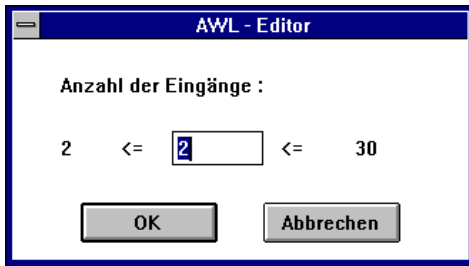 AWL - Editor
Anzahl der Eingänge :
2 <= 2 <= 30
OK Abbrechen